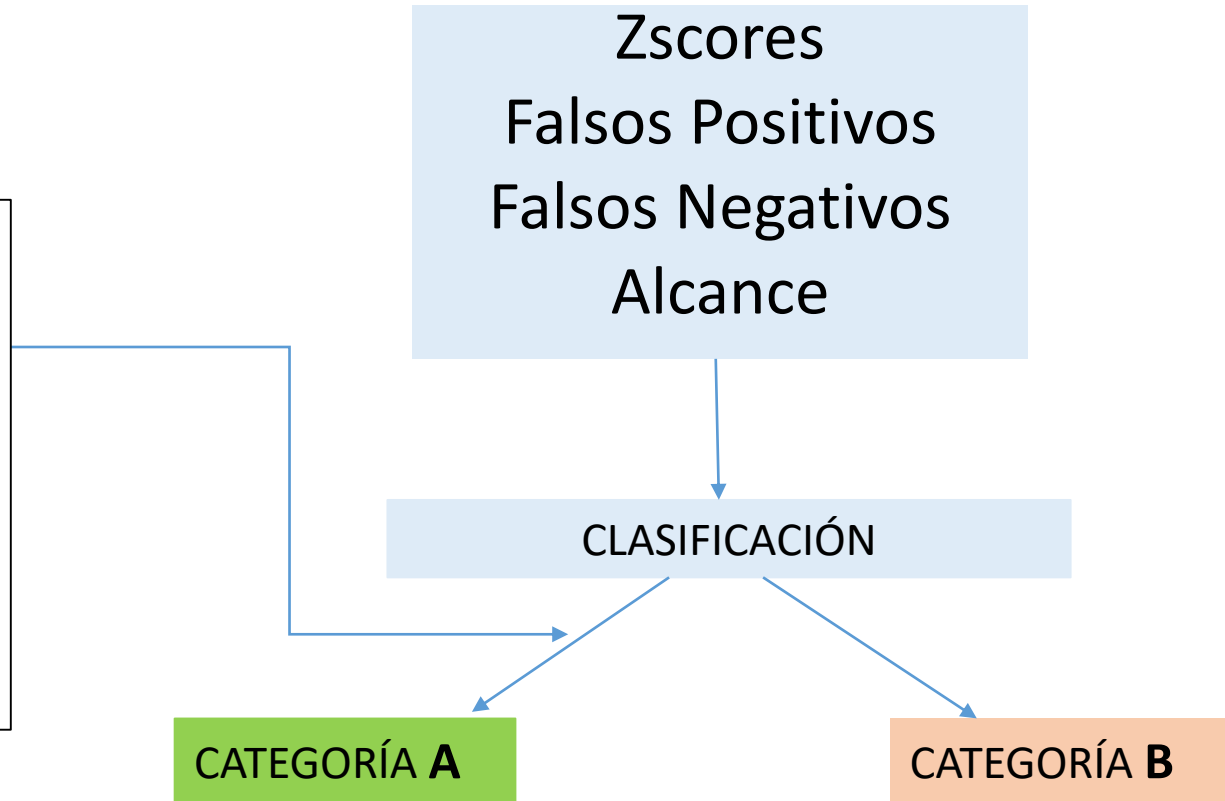 Zscores
Falsos Positivos
Falsos Negativos
Alcance
CLASIFICACIÓN
CATEGORÍA A
CATEGORÍA B